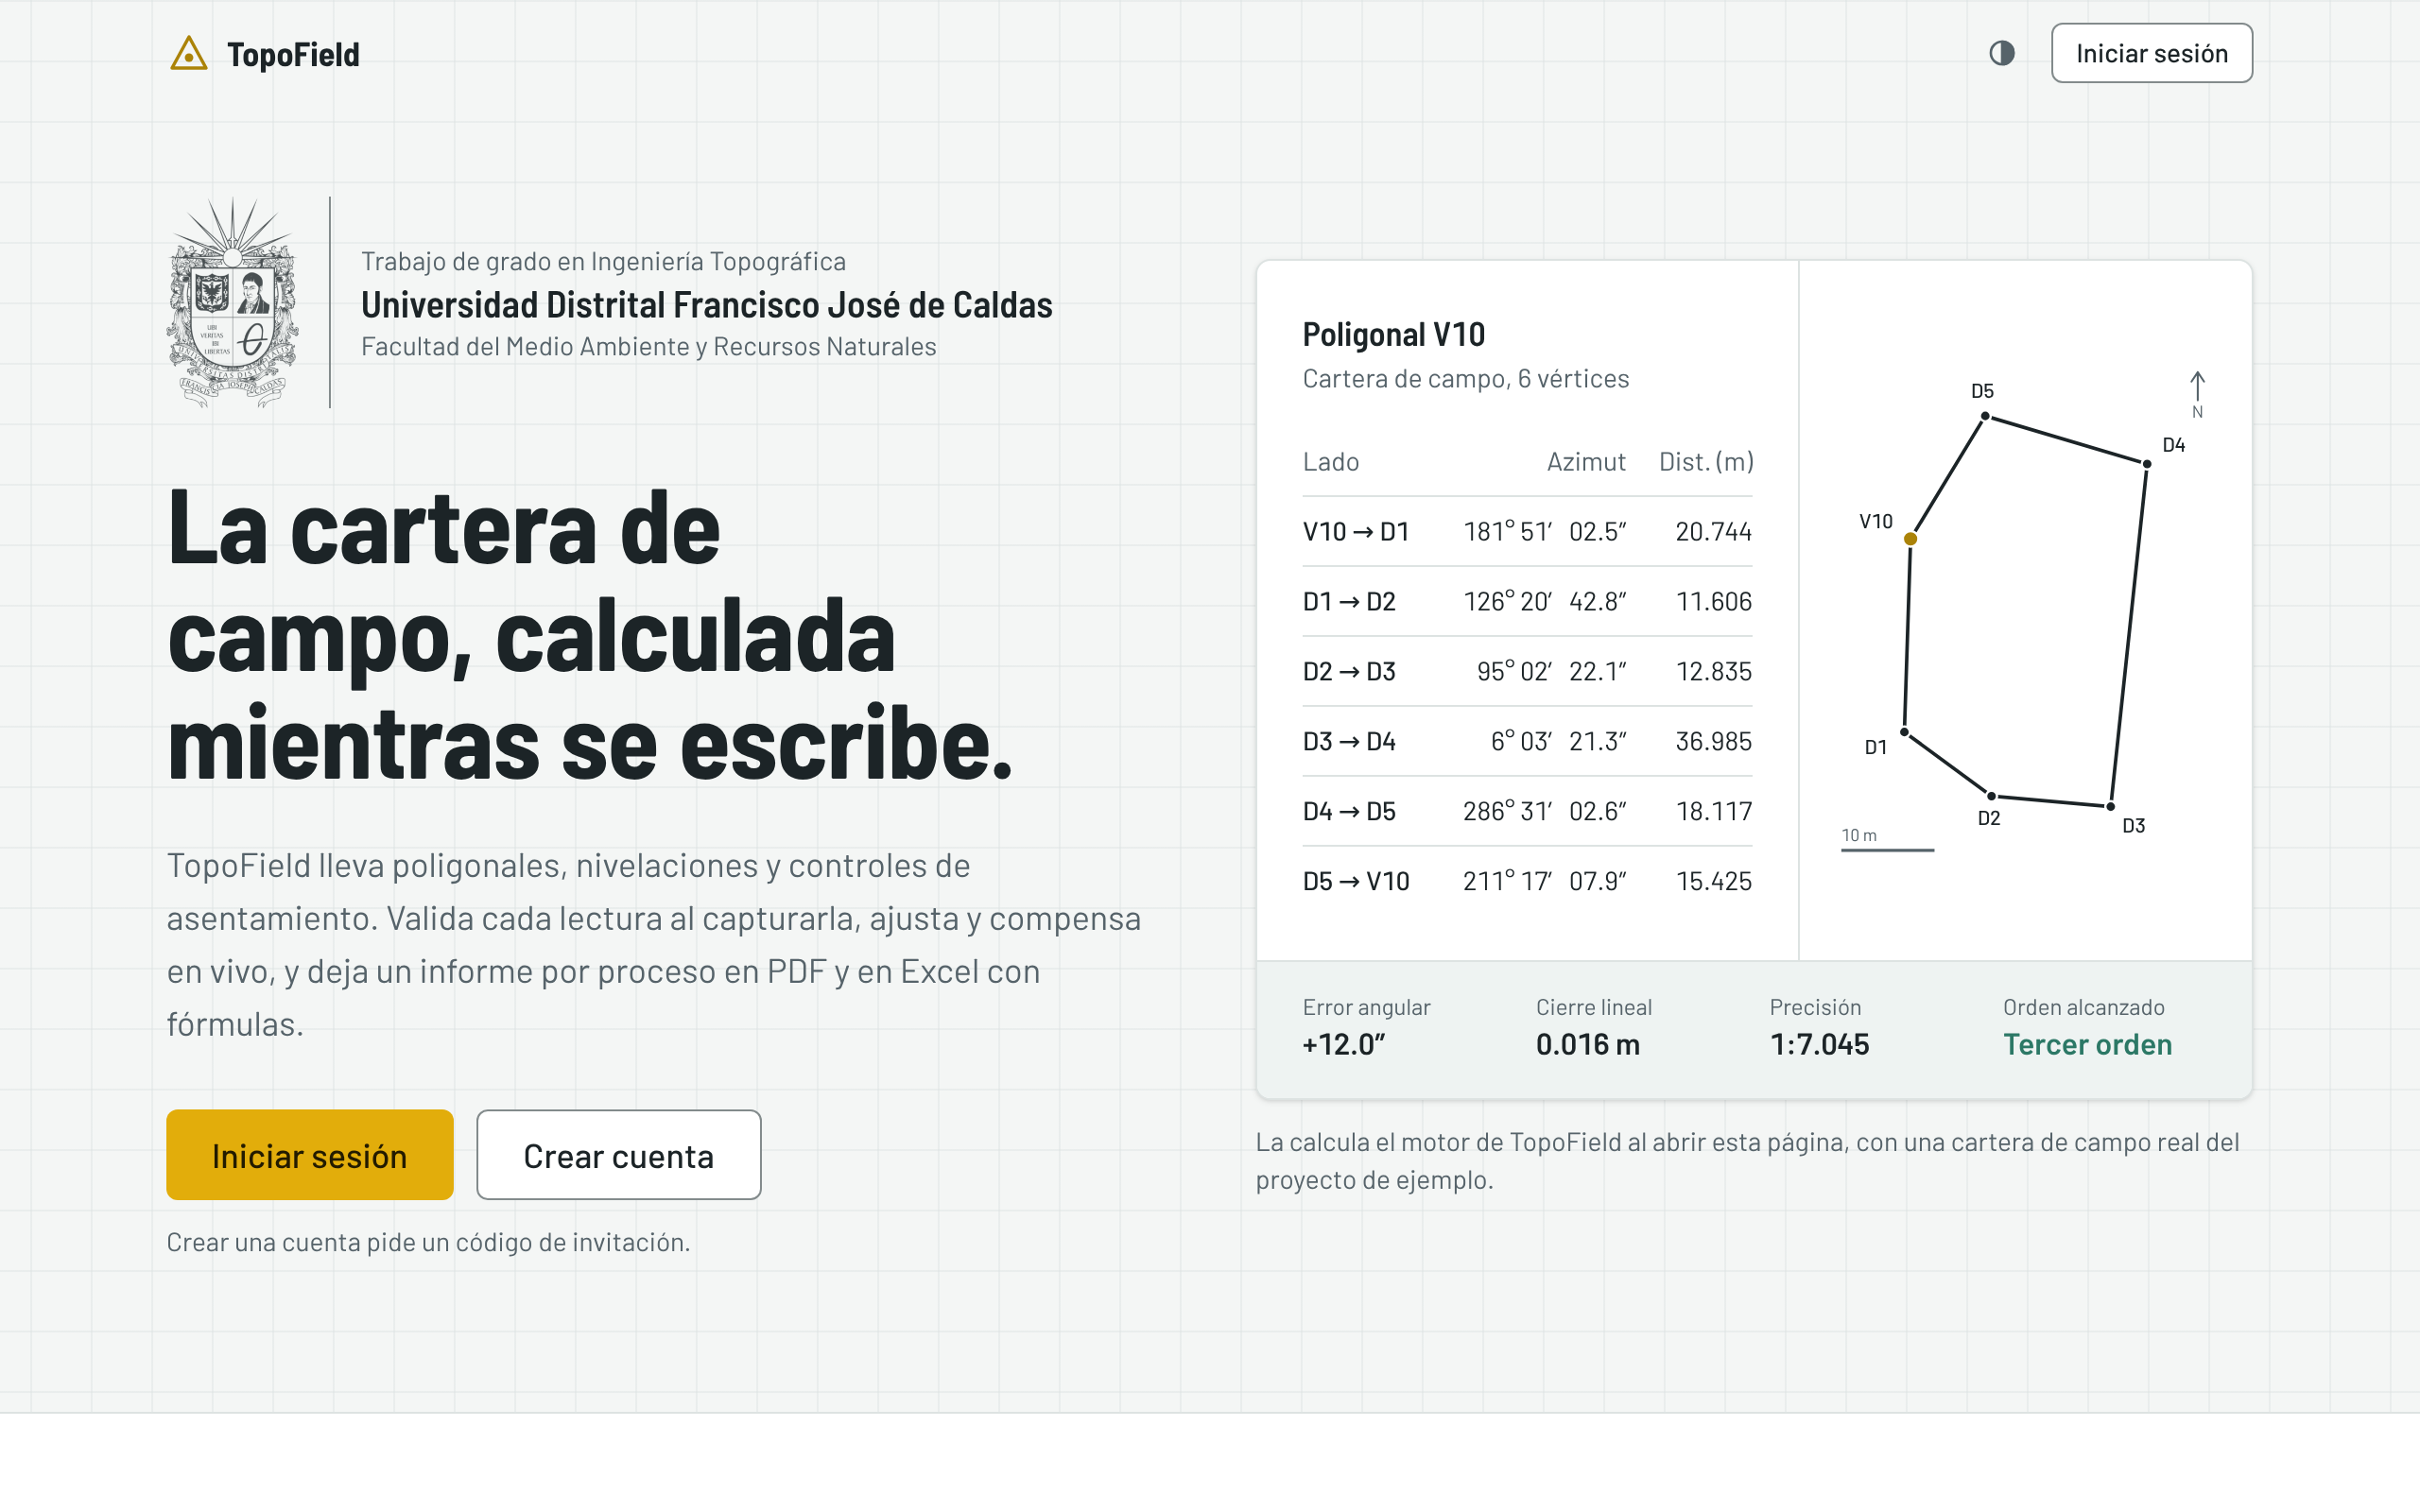 TopoField
Iniciar sesión
Trabajo de grado en Ingeniería Topográfica
Universidad Distrital Francisco José de Caldas
Facultad del Medio Ambiente y Recursos Naturales
UBI
VERITAS
IBI
LIBERTAS
La cartera de
campo, calculada
mientras se escribe.
TopoField lleva poligonales, nivelaciones y controles de
asentamiento. Valida cada lectura al capturarla, ajusta y compensa
en vivo, y deja un informe por proceso en PDF y en Excel con
fórmulas.
Iniciar sesión
Crear cuenta
Crear una cuenta pide un código de invitación.
Poligonal V10
Cartera de campo, 6 vértices
Lado Azimut Dist. (m)
V10 → D1 181° 51′ 02.5″ 20.744
D1 → D2 126° 20′ 42.8″ 11.606
D2 → D3 95° 02′ 22.1″ 12.835
D3 → D4 6° 03′ 21.3″ 36.985
D4 → D5 286° 31′ 02.6″ 18.117
D5 → V10 211° 17′ 07.9″ 15.425
D5
N
D4
V10
D1
D2
D3
10 m
Error angular
+12.0″
Cierre lineal
0.016 m
Precisión
1:7.045
Orden alcanzado
Tercer orden
La calcula el motor de TopoField al abrir esta página, con una cartera de campo real del
proyecto de ejemplo.